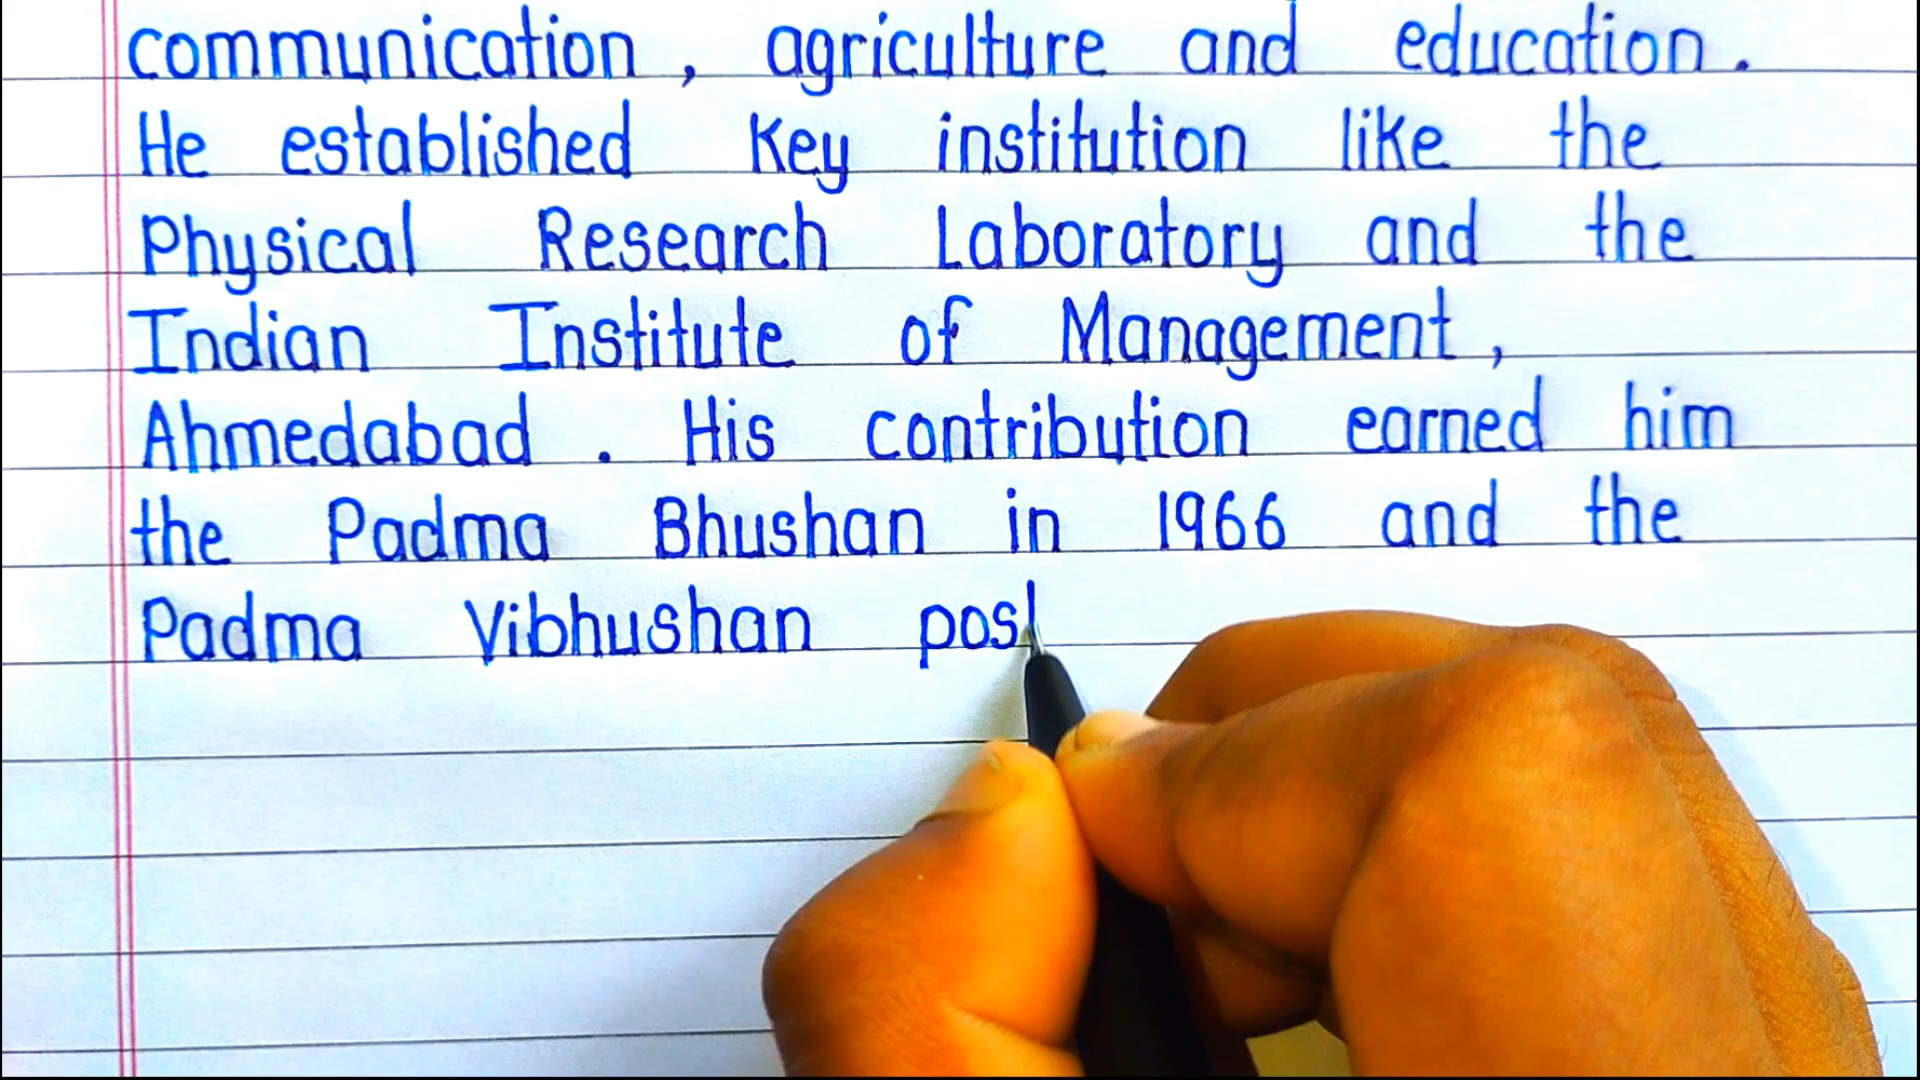 communication, agriculture and education.
He established Key institution like the
Physical Research Laboratory and the
Indian Institute of Management,
Ahmedabad. His contribution earned him
the Padma Bhushan in 1966 and the
Padma Vibhushan pos